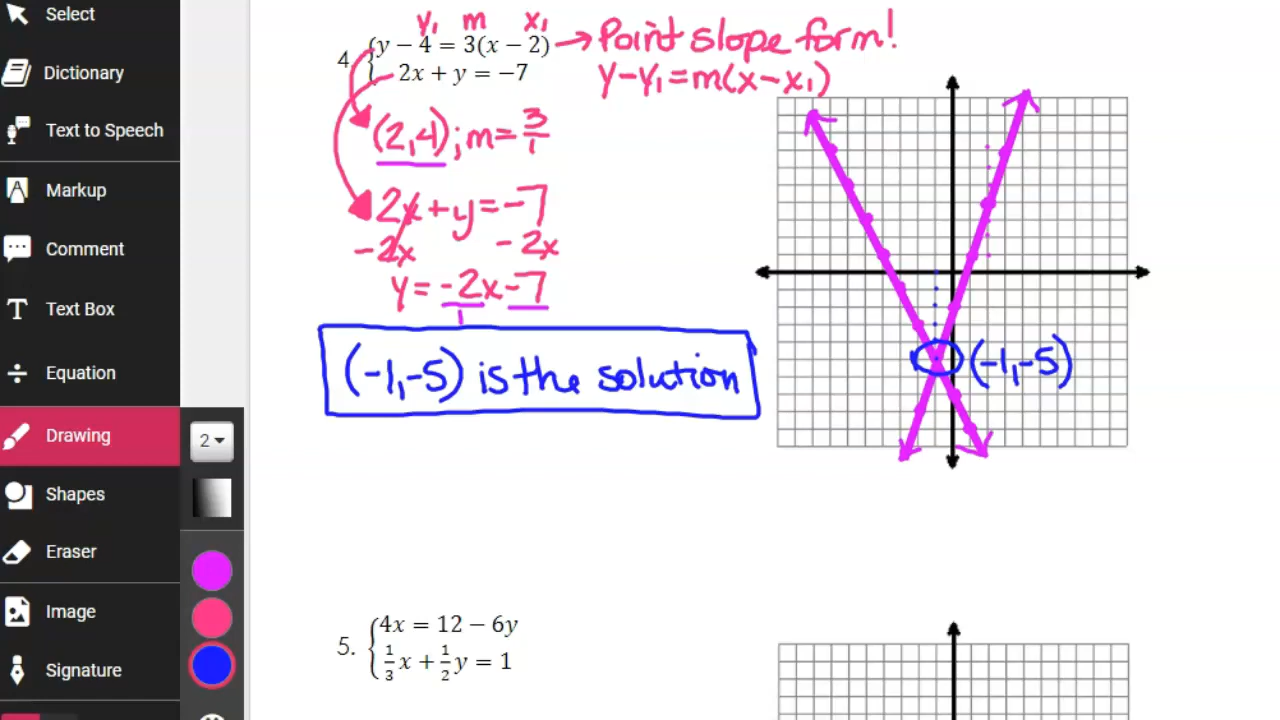 Select
Dictionary
Text to Speech
Markup
Comment
Text Box
Equation
Drawing
2
Shapes
Eraser
Image
Signature
y₁ m x₁
4. { y − 4 = 3(x − 2) → Point slope form!
2x + y = −7 y-y₁=m(x-x₁)
(2,4); m= 3/1
2x+y=-7
-2x -2x
y= -2x-7
1
(-1,-5) is the solution
(-1,-5)
5. { 4x = 12 − 6y
1/3 x + 1/2 y = 1